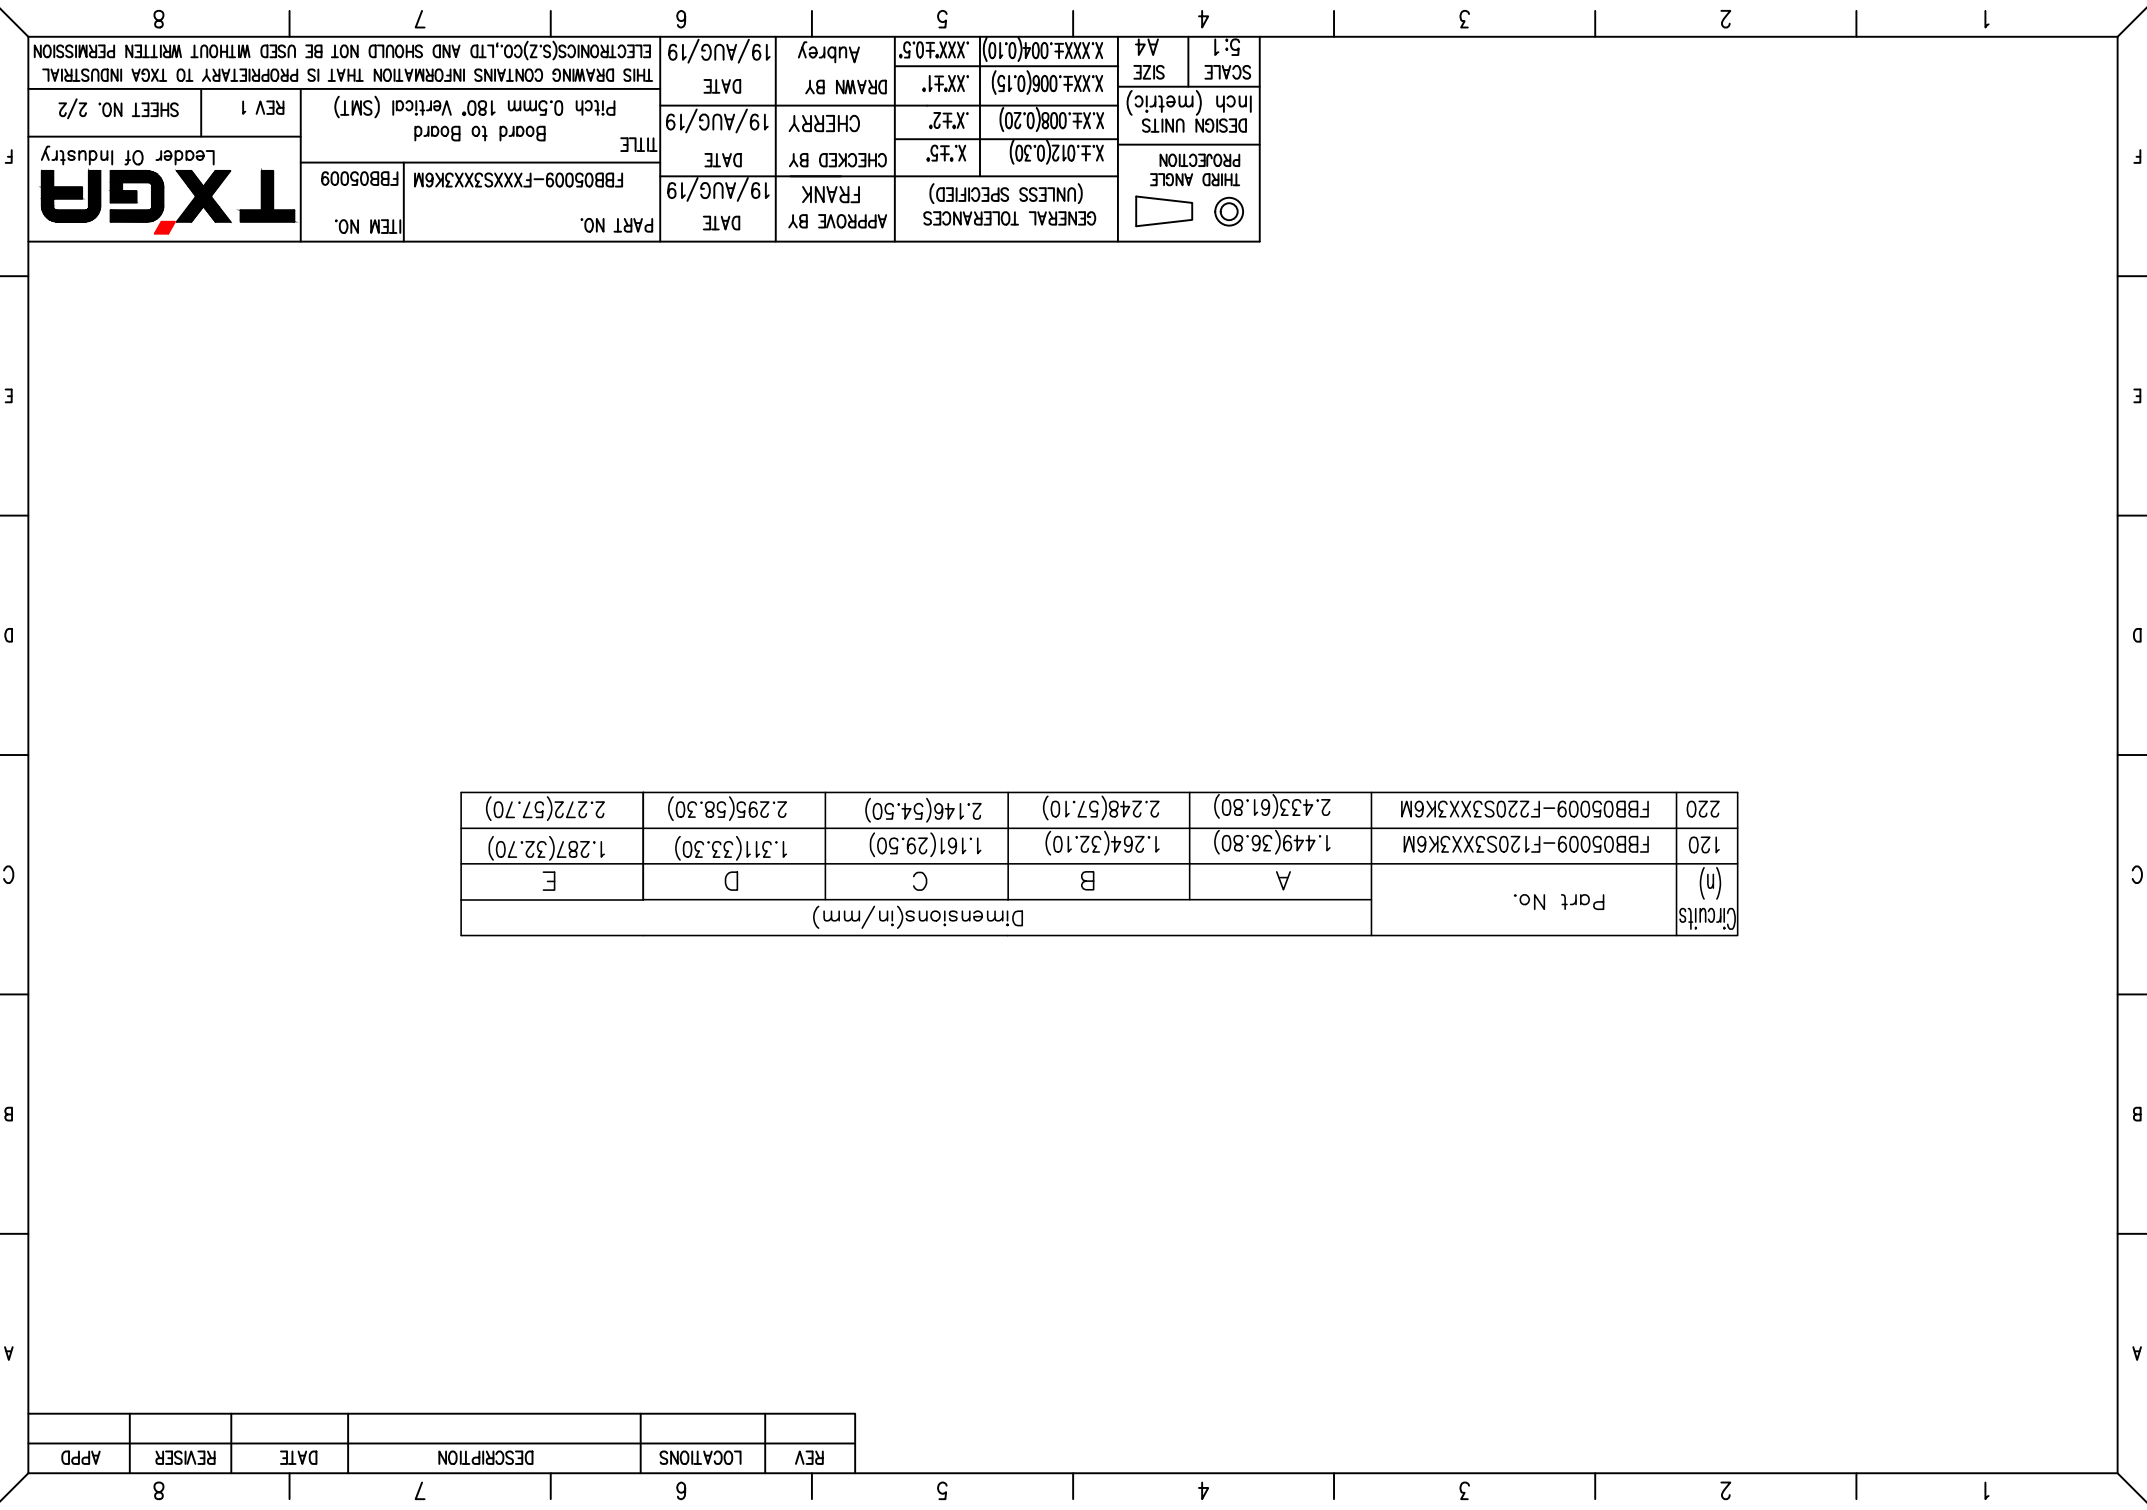 1 2 3 4 5 6 7 8
REV LOCATIONS DESCRIPTION DATE REVISER APPD
A A
B B
Circuits (n) Part No. Dimensions(in/mm)
A B C D E
120 FBB05009-F120S3XX3K6M 1.449(36.80) 1.264(32.10) 1.161(29.50) 1.311(33.30) 1.287(32.70)
220 FBB05009-F220S3XX3K6M 2.433(61.80) 2.248(57.10) 2.146(54.50) 2.295(58.30) 2.272(57.70)
C C
D D
E E
F F
THIRD ANGLE
PROJECTION
DESIGN UNITS
Inch (metric)
SCALE
5:1
SIZE
A4
GENERAL TOLERANCES
(UNLESS SPECIFIED)
X.±.012(0.30) X.°±5°
X.X±.008(0.20) .X°±2°
X.XX±.006(0.15) .XX°±1°
X.XXX±.004(0.10) .XXX°±0.5°
APPROVE BY
FRANK
DATE
19/AUG/19
CHECKED BY
CHERRY
DATE
19/AUG/19
DRAWN BY
Aubrey
DATE
19/AUG/19
PART NO.
FBB05009-FXXXS3XX3K6M
ITEM NO.
FBB05009
TITLE
Board to Board
Pitch 0.5mm 180° Vertical (SMT)
TXGA
Leader Of Industry
REV 1
SHEET NO. 2/2
THIS DRAWING CONTAINS INFORMATION THAT IS PROPRIETARY TO TXGA INDUSTRIAL
ELECTRONICS(S.Z)CO.,LTD AND SHOULD NOT BE USED WITHOUT WRITTEN PERMISSION
1 2 3 4 5 6 7 8